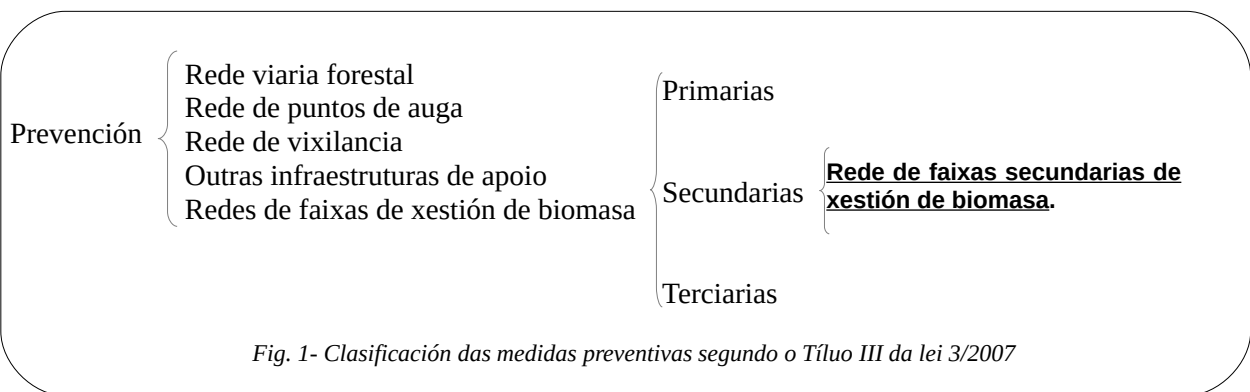 Prevención
Rede viaria forestal
Rede de puntos de auga
Rede de vixilancia
Outras infraestruturas de apoio
Redes de faixas de xestión de biomasa
Primarias
Secundarias
Terciarias
Rede de faixas secundarias de
xestión de biomasa.
Fig. 1- Clasificación das medidas preventivas segundo o Tíluo III da lei 3/2007